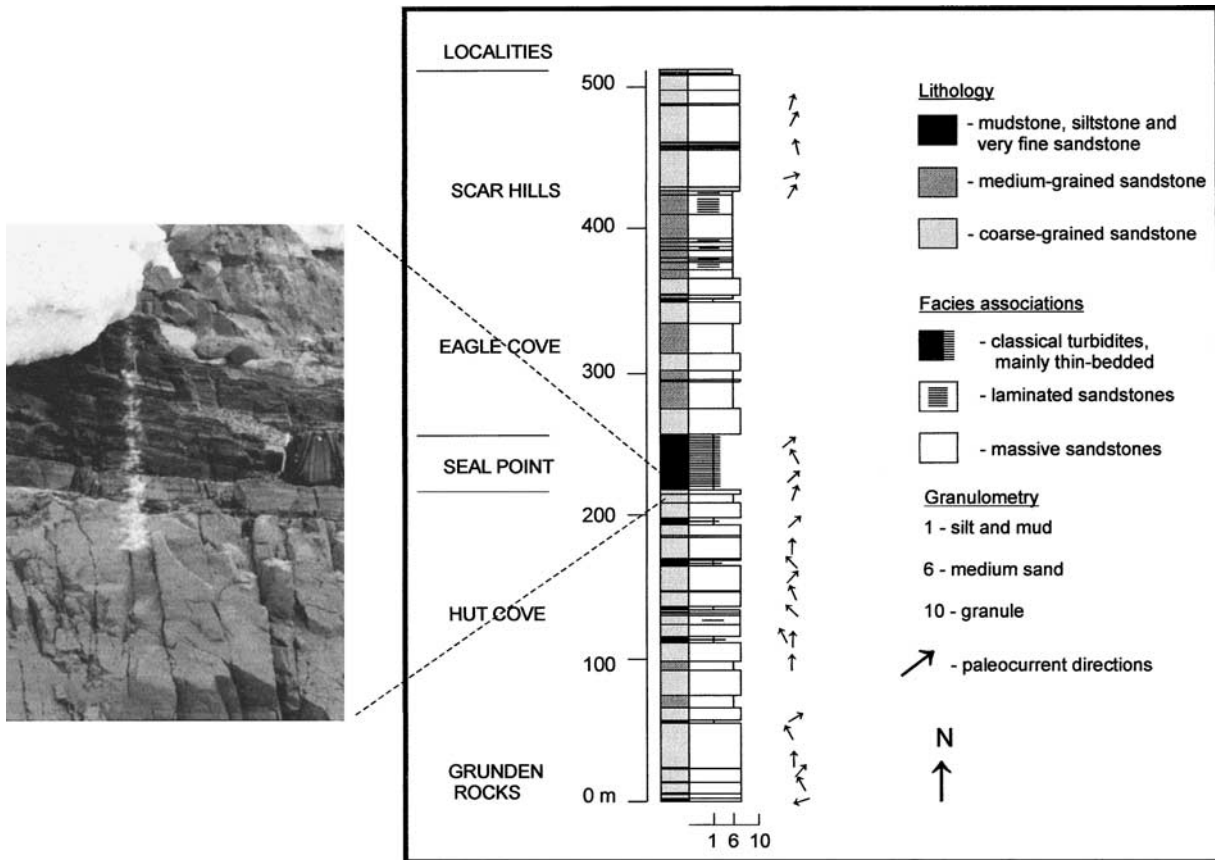 LOCALITIES
500
SCAR HILLS
400
EAGLE COVE
300
SEAL POINT
200
HUT COVE
100
GRUNDEN
ROCKS
0 m
1 6 10
Lithology
- mudstone, siltstone and
very fine sandstone
- medium-grained sandstone
- coarse-grained sandstone
Facies associations
- classical turbidites,
mainly thin-bedded
- laminated sandstones
- massive sandstones
Granulometry
1 - silt and mud
6 - medium sand
10 - granule
- paleocurrent directions
N